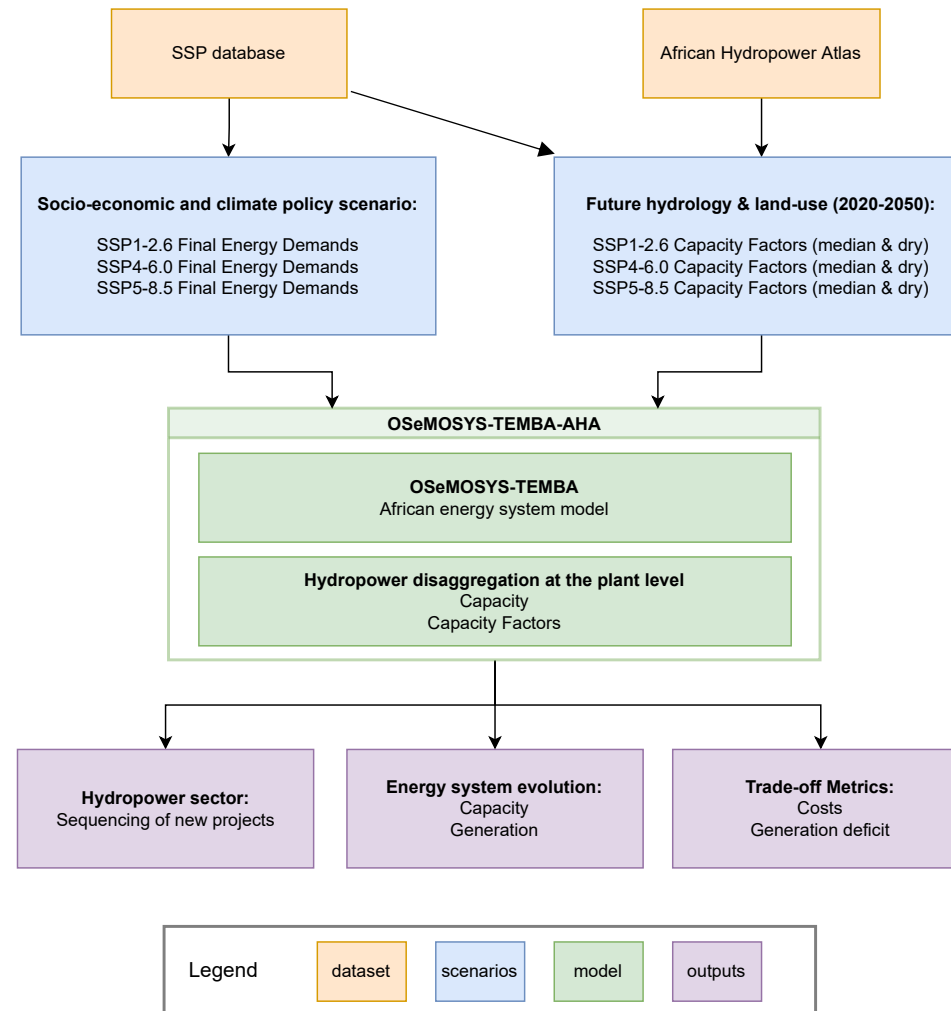 SSP database
African Hydropower Atlas
Socio-economic and climate policy scenario:
SSP1-2.6 Final Energy Demands
SSP4-6.0 Final Energy Demands
SSP5-8.5 Final Energy Demands
Future hydrology & land-use (2020-2050):
SSP1-2.6 Capacity Factors (median & dry)
SSP4-6.0 Capacity Factors (median & dry)
SSP5-8.5 Capacity Factors (median & dry)
OSeMOSYS-TEMBA-AHA
OSeMOSYS-TEMBA
African energy system model
Hydropower disaggregation at the plant level
Capacity
Capacity Factors
Hydropower sector:
Sequencing of new projects
Energy system evolution:
Capacity
Generation
Trade-off Metrics:
Costs
Generation deficit
Legend
dataset
scenarios
model
outputs